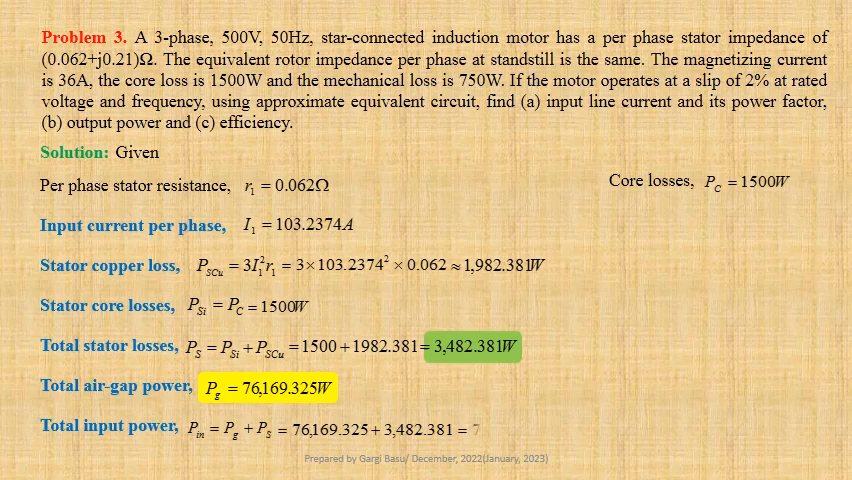 Problem 3. A 3-phase, 500V, 50Hz, star-connected induction motor has a per phase stator impedance of
(0.062+j0.21)Ω. The equivalent rotor impedance per phase at standstill is the same. The magnetizing current
is 36A, the core loss is 1500W and the mechanical loss is 750W. If the motor operates at a slip of 2% at rated
voltage and frequency, using approximate equivalent circuit, find (a) input line current and its power factor,
(b) output power and (c) efficiency.
Solution: Given
Per phase stator resistance, r₁ = 0.062Ω
Core losses, P_C = 1500W
Input current per phase, I₁ = 103.2374A
Stator copper loss, P_SCu = 3I₁²r₁ = 3×103.2374² × 0.062 ≈ 1,982.381W
Stator core losses, P_Si = P_C = 1500W
Total stator losses, P_S = P_Si + P_SCu = 1500 + 1982.381 = 3,482.381W
Total air-gap power, P_g = 76,169.325W
Total input power, P_in = P_g + P_S = 76,169.325 + 3,482.381 = 7
Prepared by Gargi Basu/ December, 2022(January, 2023)